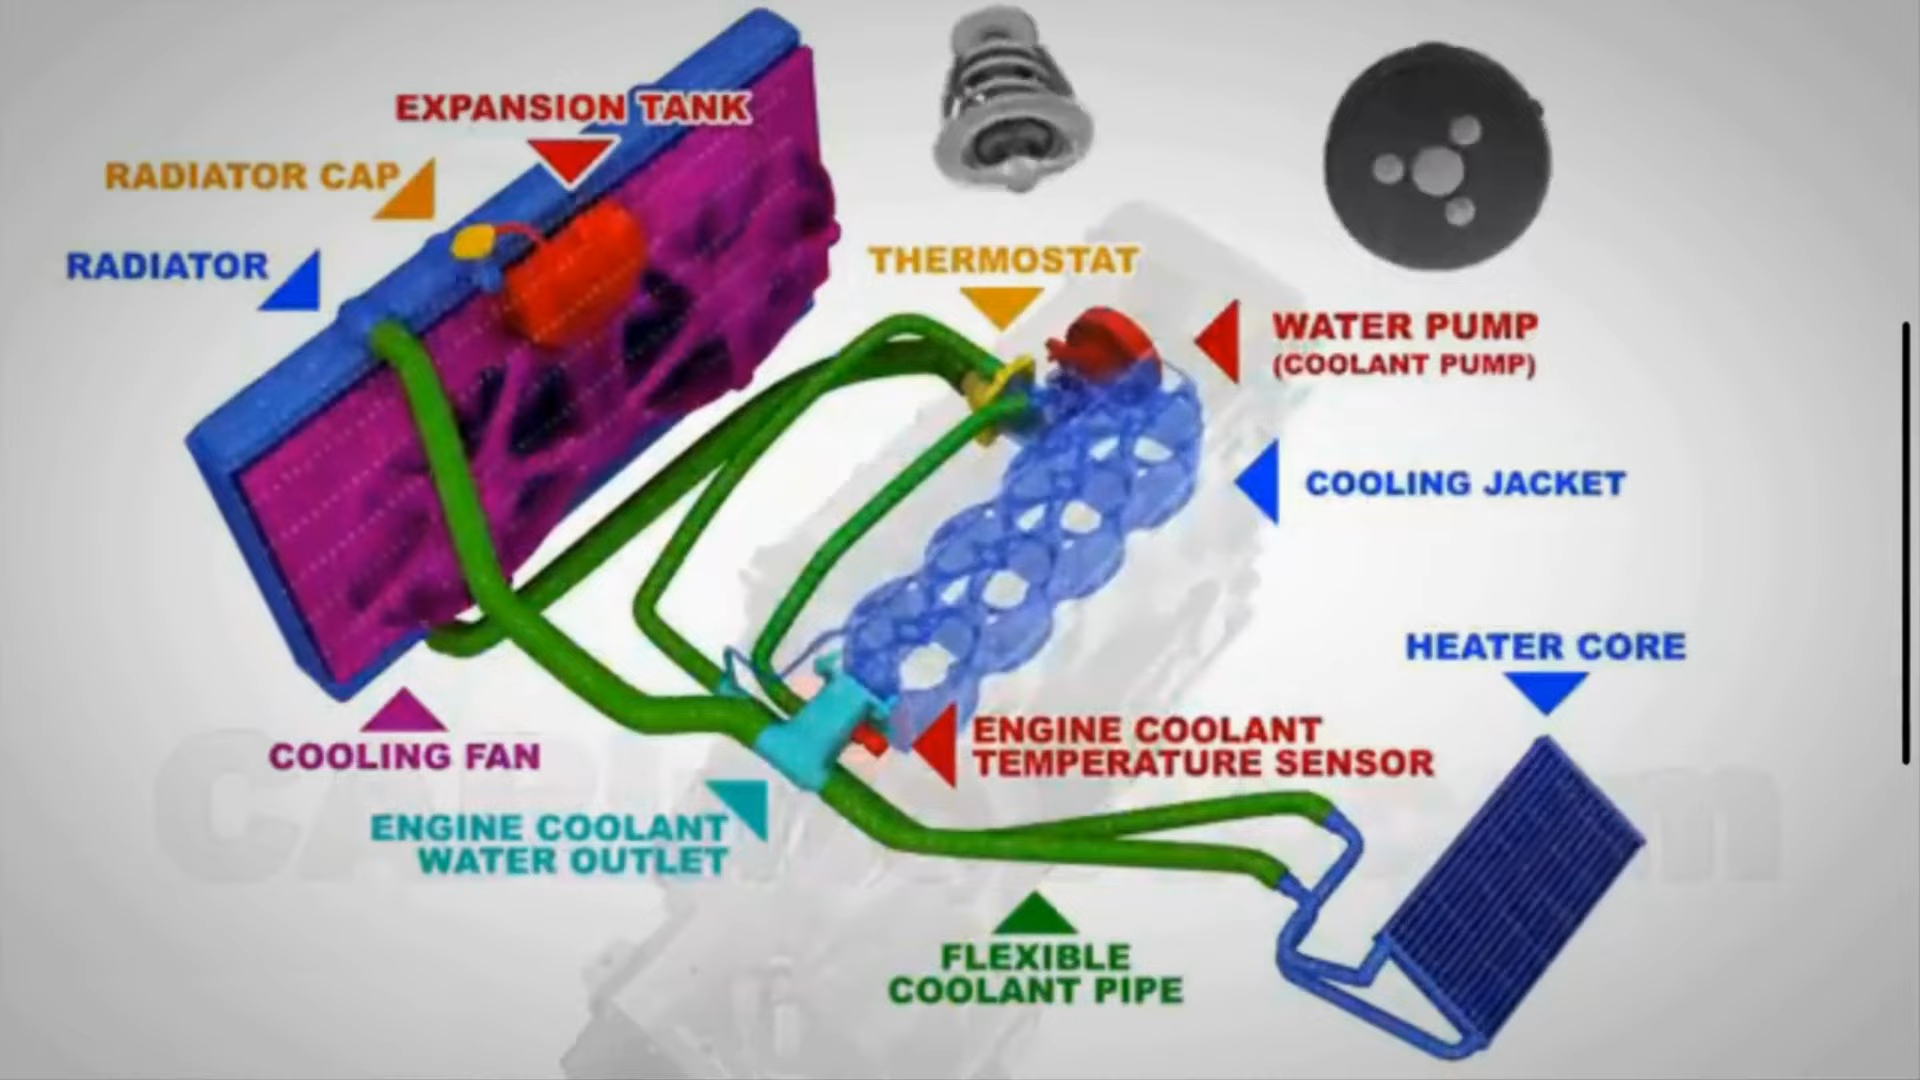 EXPANSION TANK
RADIATOR CAP
RADIATOR
THERMOSTAT
WATER PUMP
(COOLANT PUMP)
COOLING JACKET
HEATER CORE
ENGINE COOLANT
TEMPERATURE SENSOR
COOLING FAN
ENGINE COOLANT
WATER OUTLET
FLEXIBLE
COOLANT PIPE